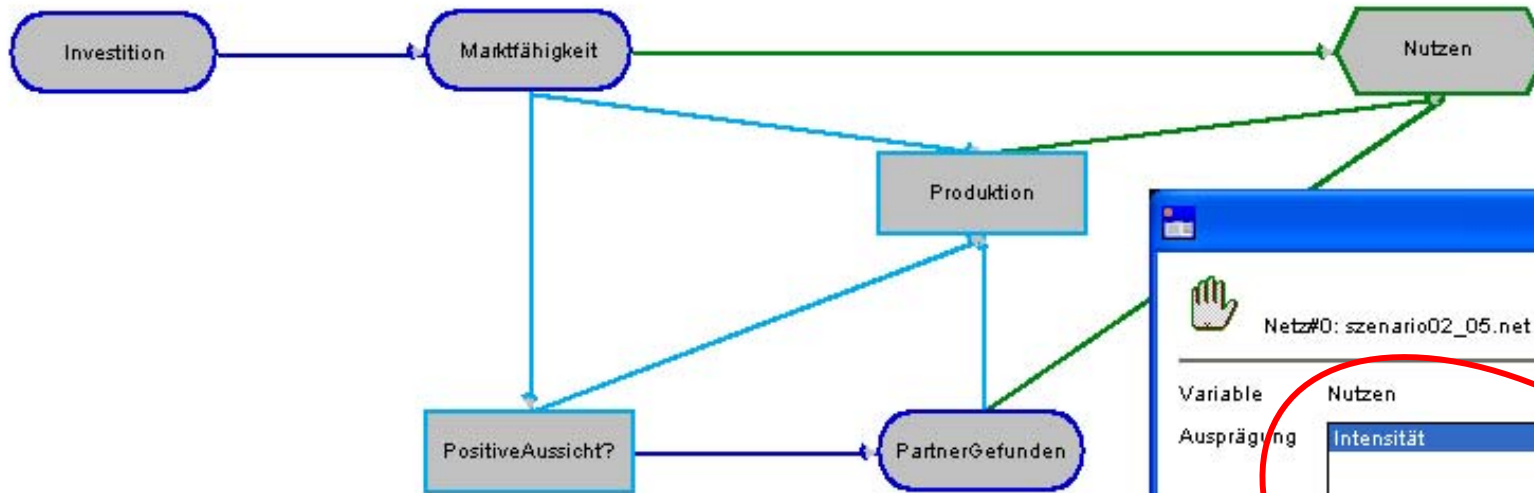 Investition
Marktfähigkeit
Nutzen
Produktion
PositiveAussicht?
PartnerGefunden
Netz#0: szenario02_05.net
Variable Nutzen
Ausprägung Intensität